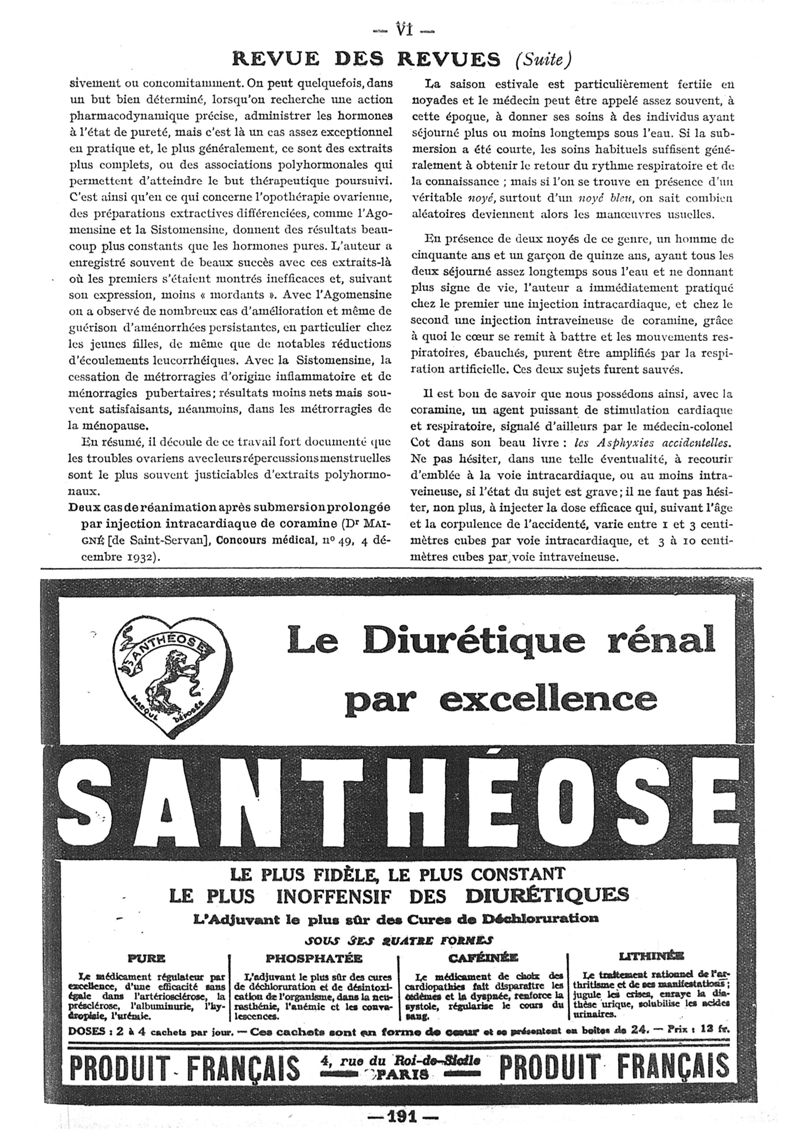 — VI —
REVUE DES REVUES (Suite)
sivement ou concomitamment. On peut quelquefois, dans
un but bien déterminé, lorsqu'on recherche une action
pharmacodynamique précise, administrer les hormones
à l'état de pureté, mais c'est là un cas assez exceptionnel
en pratique et, le plus généralement, ce sont des extraits
plus complets, ou des associations polyhormonales qui
permettent d'atteindre le but thérapeutique poursuivi.
C'est ainsi qu'en ce qui concerne l'opothérapie ovarienne,
des préparations extractives différenciées, comme l'Ago-
mensine et la Sistomensine, donnent des résultats beau-
coup plus constants que les hormones pures. L'auteur a
enregistré souvent de beaux succès avec ces extraits-là
où les premiers s'étaient montrés inefficaces et, suivant
son expression, moins « mordants ». Avec l'Agomensine
on a observé de nombreux cas d'amélioration et même de
guérison d'aménorrhées persistantes, en particulier chez
les jeunes filles, de même que de notables réductions
d'écoulements leucorrhéiques. Avec la Sistomensine, la
cessation de métrorragies d'origine inflammatoire et de
ménorragies pubertaires; résultats moins nets mais sou-
vent satisfaisants, néanmoins, dans les métrorragies de
la ménopause.
En résumé, il découle de ce travail fort documenté que
les troubles ovariens avec leurs répercussions menstruelles
sont le plus souvent justiciables d'extraits polyhormo-
naux.
Deux cas de réanimation après submersion prolongée
par injection intracardiaque de coramine (Dr MAI-
GNÉ [de Saint-Servan], Concours médical, nº 49, 4 dé-
cembre 1932).
La saison estivale est particulièrement fertile en
noyades et le médecin peut être appelé assez souvent, à
cette époque, à donner ses soins à des individus ayant
séjourné plus ou moins longtemps sous l'eau. Si la sub-
mersion a été courte, les soins habituels suffisent géné-
ralement à obtenir le retour du rythme respiratoire et de
la connaissance ; mais si l'on se trouve en présence d'un
véritable noyé, surtout d'un noyé bleu, on sait combien
aléatoires deviennent alors les manœuvres usuelles.
En présence de deux noyés de ce genre, un homme de
cinquante ans et un garçon de quinze ans, ayant tous les
deux séjourné assez longtemps sous l'eau et ne donnant
plus signe de vie, l'auteur a immédiatement pratiqué
chez le premier une injection intracardiaque, et chez le
second une injection intraveineuse de coramine, grâce
à quoi le cœur se remit à battre et les mouvements res-
piratoires, ébauchés, purent être amplifiés par la respi-
ration artificielle. Ces deux sujets furent sauvés.
Il est bon de savoir que nous possédons ainsi, avec la
coramine, un agent puissant de stimulation cardiaque
et respiratoire, signalé d'ailleurs par le médecin-colonel
Cot dans son beau livre : les Asphyxies accidentelles.
Ne pas hésiter, dans une telle éventualité, à recourir
d'emblée à la voie intracardiaque, ou au moins intra-
veineuse, si l'état du sujet est grave; il ne faut pas hési-
ter, non plus, à injecter la dose efficace qui, suivant l'âge
et la corpulence de l'accidenté, varie entre 1 et 3 centi-
mètres cubes par voie intracardiaque, et 3 à 10 centi-
mètres cubes par voie intraveineuse.
SANTHÉOSE
MARQUE DÉPOSÉE
Le Diurétique rénal
par excellence
SANTHÉOSE
LE PLUS FIDÈLE, LE PLUS CONSTANT
LE PLUS INOFFENSIF DES DIURÉTIQUES
L'Adjuvant le plus sûr des Cures de Déchloruration
SOUS SES QUATRE FORMES
PURE
Le médicament régulateur par
excellence, d'une efficacité sans
égale dans l'artériosclérose, la
présclérose, l'albuminurie, l'hy-
dropisie, l'urémie.
PHOSPHATÉE
L'adjuvant le plus sûr des cures
de déchloruration et de désintoxi-
cation de l'organisme, dans la neu-
rasthénie, l'anémie et les conva-
lescences.
CAFÉINÉE
Le médicament de choix des
cardiopathies fait disparaître les
œdèmes et la dyspnée, renforce la
systole, régularise le cours du
sang.
LITHINÉE
Le traitement rationnel de l'ar-
thritisme et de ses manifestations ;
jugule les crises, enraye la dia-
thèse urique, solubilise les acides
urinaires.
DOSES : 2 à 4 cachets par jour. — Ces cachets sont en forme de cœur et se présentent en boîtes de 24. — Prix : 13 fr.
PRODUIT FRANÇAIS
4, rue du Roi-de-Sicile
PARIS
PRODUIT FRANÇAIS
— 191 —